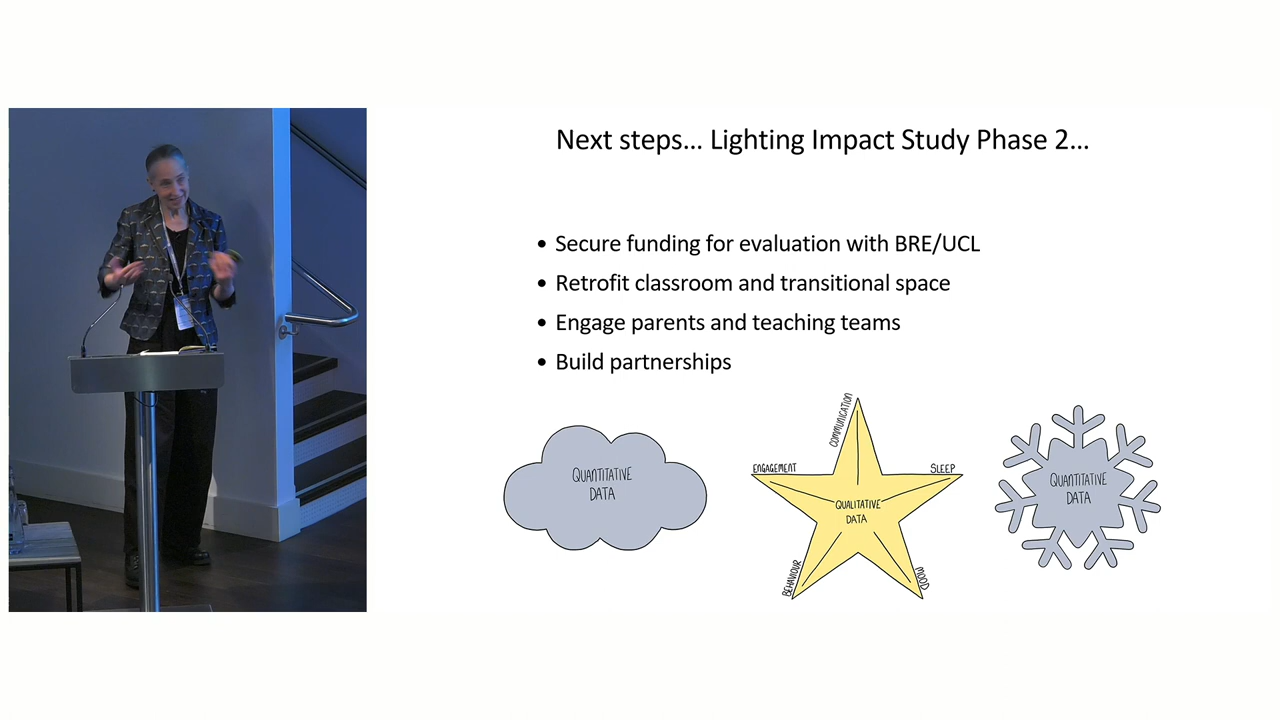 Next steps... Lighting Impact Study Phase 2...
• Secure funding for evaluation with BRE/UCL
• Retrofit classroom and transitional space
• Engage parents and teaching teams
• Build partnerships
QUANTITATIVE
DATA
COMMUNICATION
ENGAGEMENT
SLEEP
QUALITATIVE
DATA
BEHAVIOUR
MOOD
QUANTITATIVE
DATA